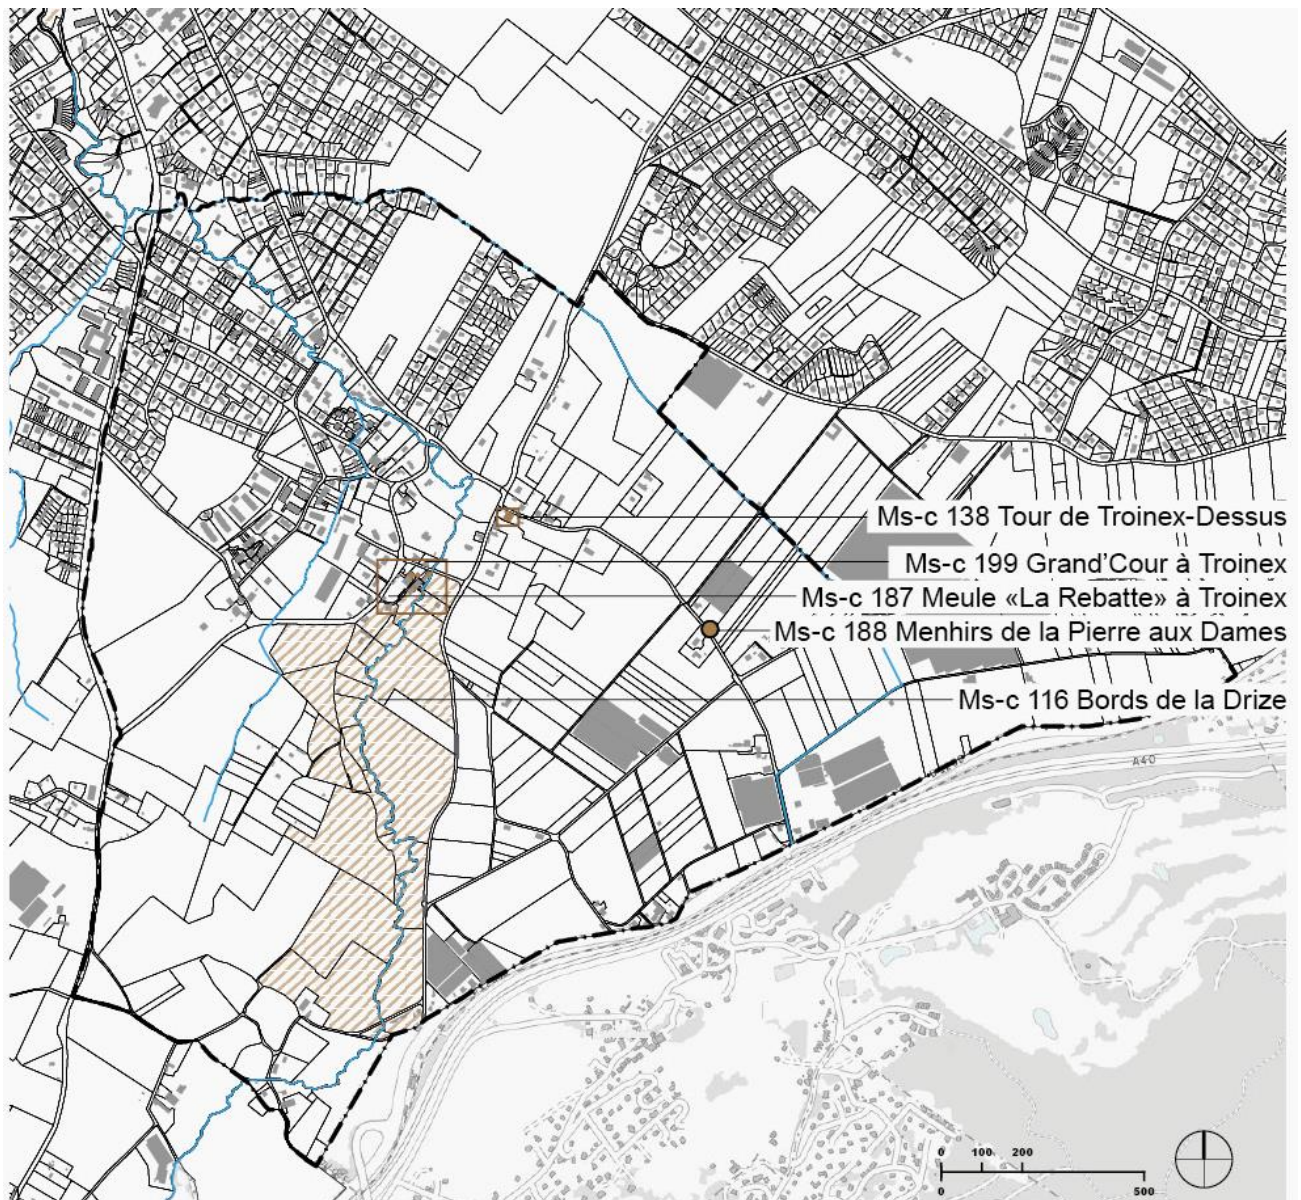 Ms-c 138 Tour de Troinex-Dessus
Ms-c 199 Grand’Cour à Troinex
Ms-c 187 Meule «La Rebatte» à Troinex
Ms-c 188 Menhirs de la Pierre aux Dames
Ms-c 116 Bords de la Drize
A40
0 100 200
0 500